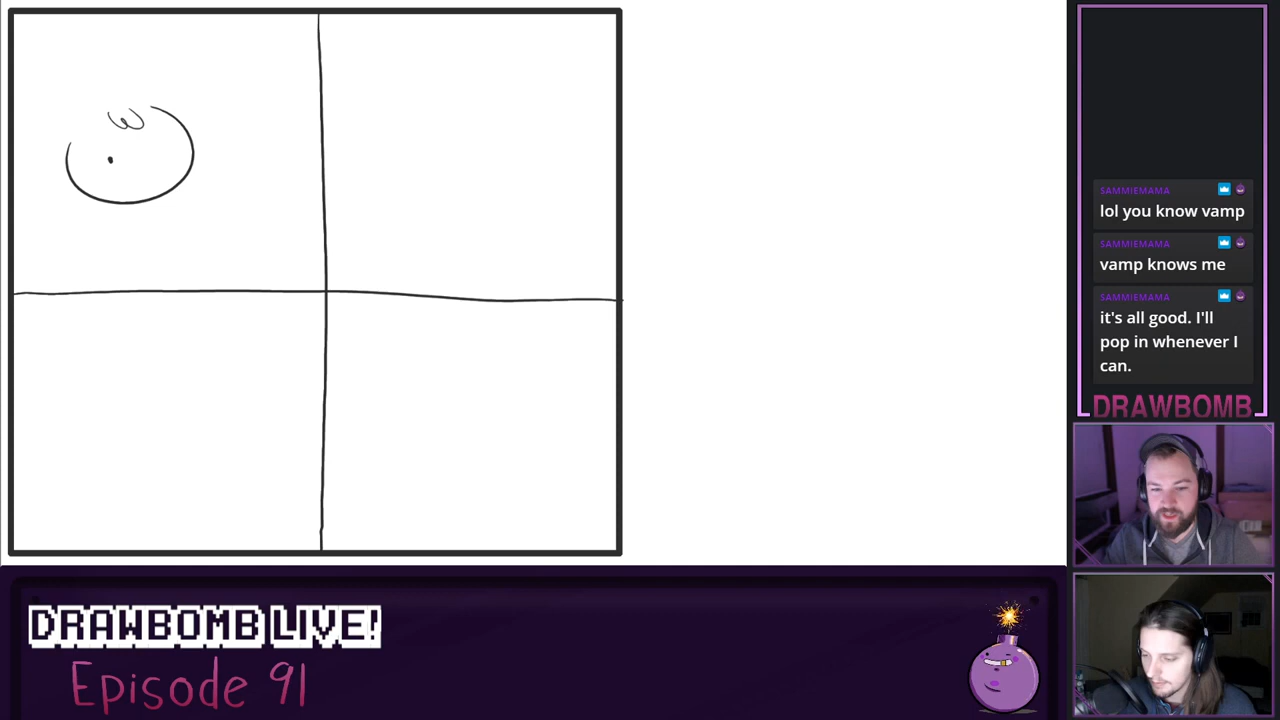 SAMMIEMAMA
lol you know vamp
SAMMIEMAMA
vamp knows me
SAMMIEMAMA
it's all good. I'll
pop in whenever I
can.
DRAWBOMB
DRAWBOMB LIVE!
Episode 91